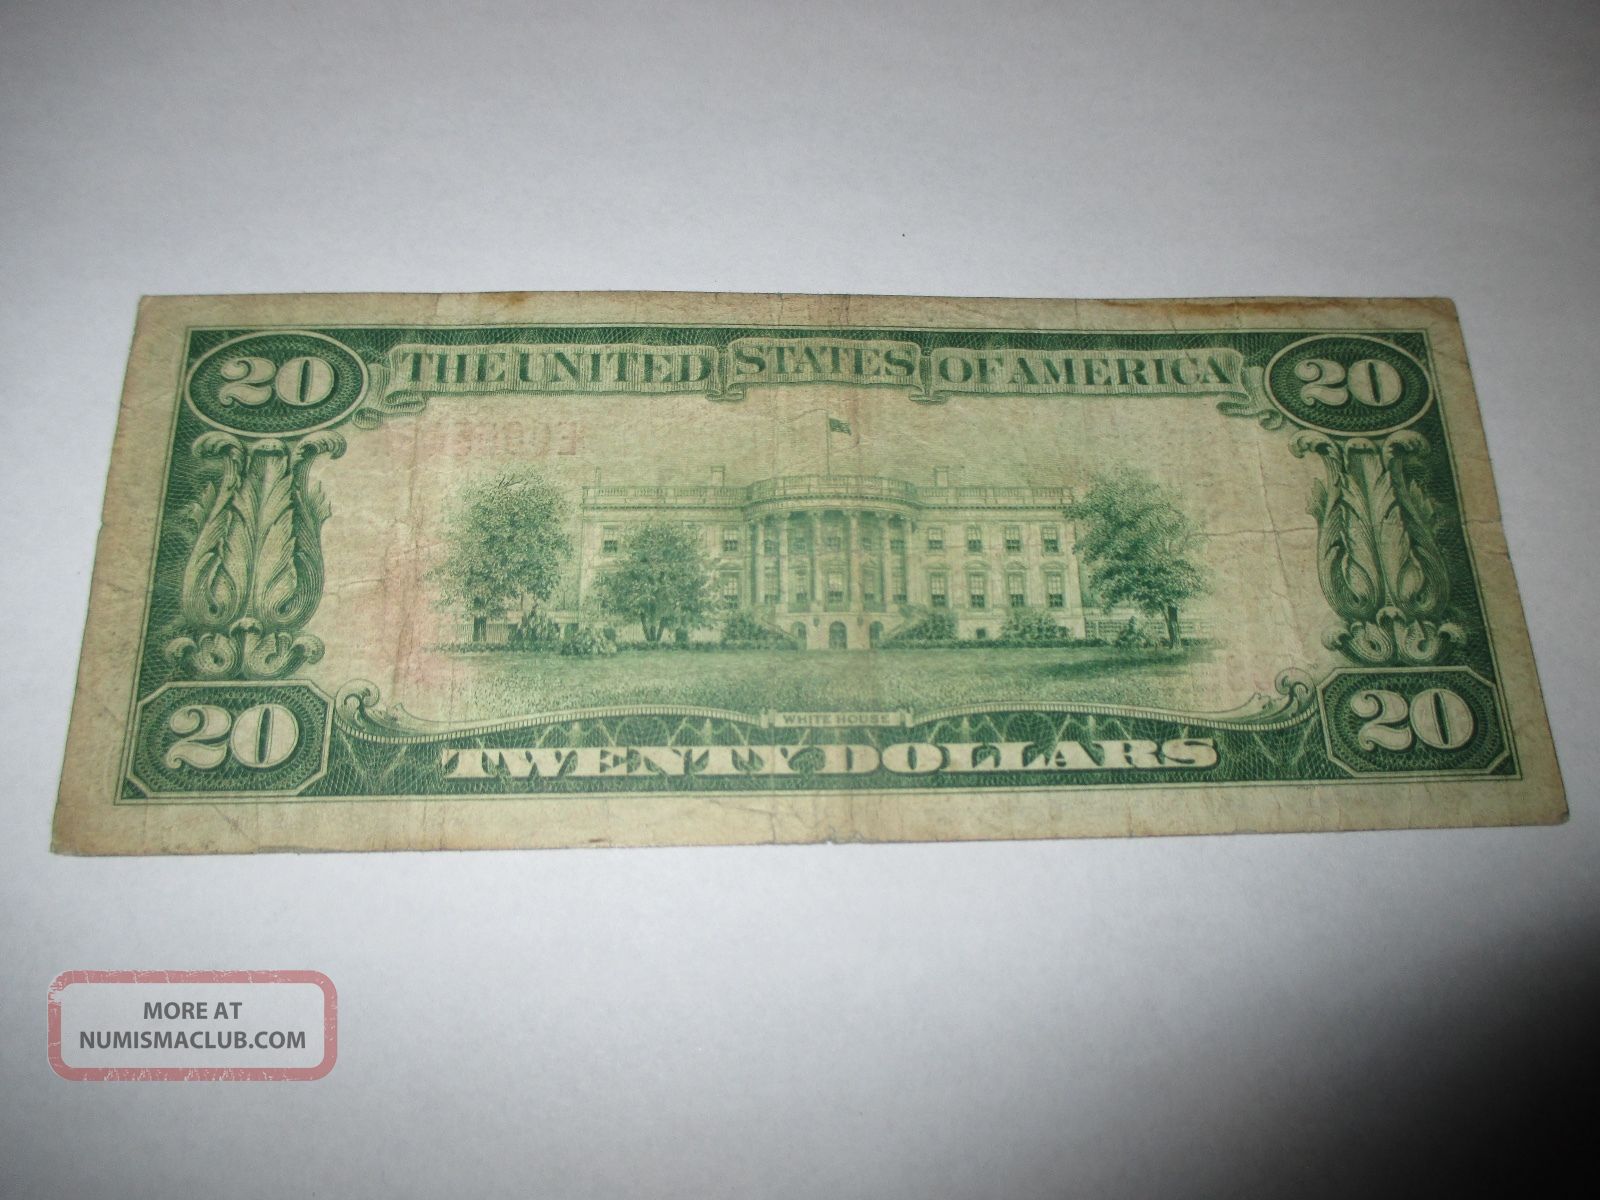 20 THE UNITED STATES OF AMERICA 20
WHITE HOUSE
20 TWENTY DOLLARS 20
MORE AT
NUMISMACLUB.COM